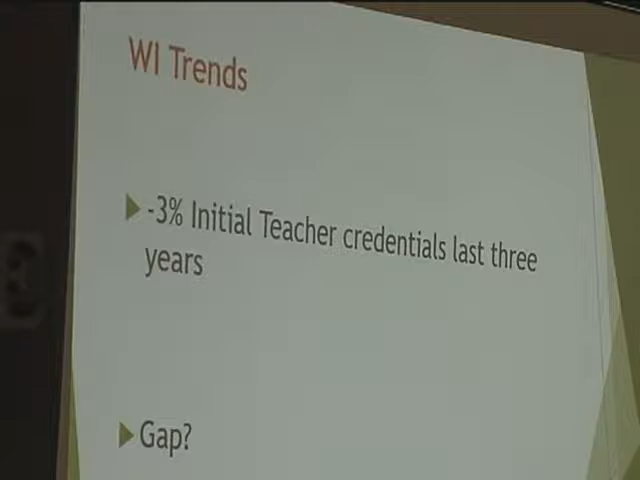 WI Trends
-3% Initial Teacher credentials last three
years
Gap?